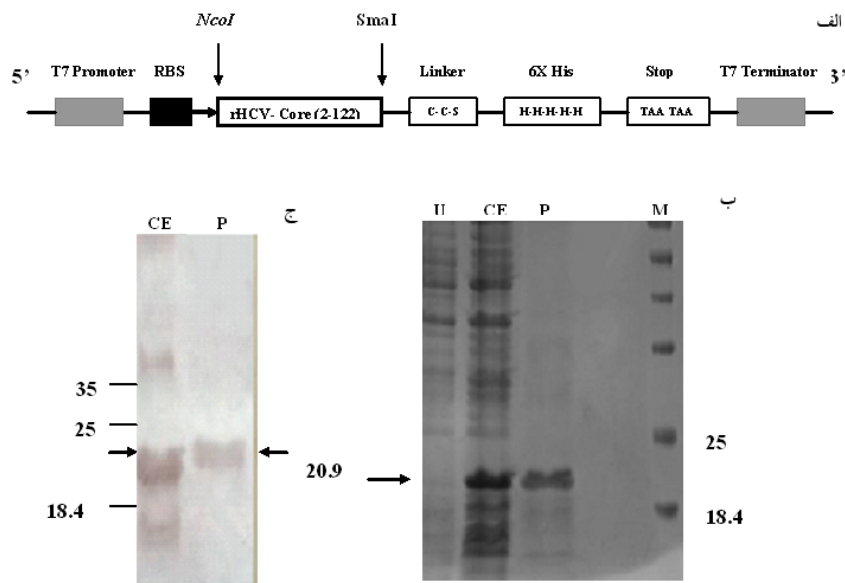 الف
NcoI SmaI
T7 Promoter RBS Linker 6X His Stop T7 Terminator
5’ 3’
rHCV- Core (2-122) C-C-S H-H-H-H-H TAA TAA
ب
U CE P M
25
20.9
18.4
ج
CE P
35
25
18.4